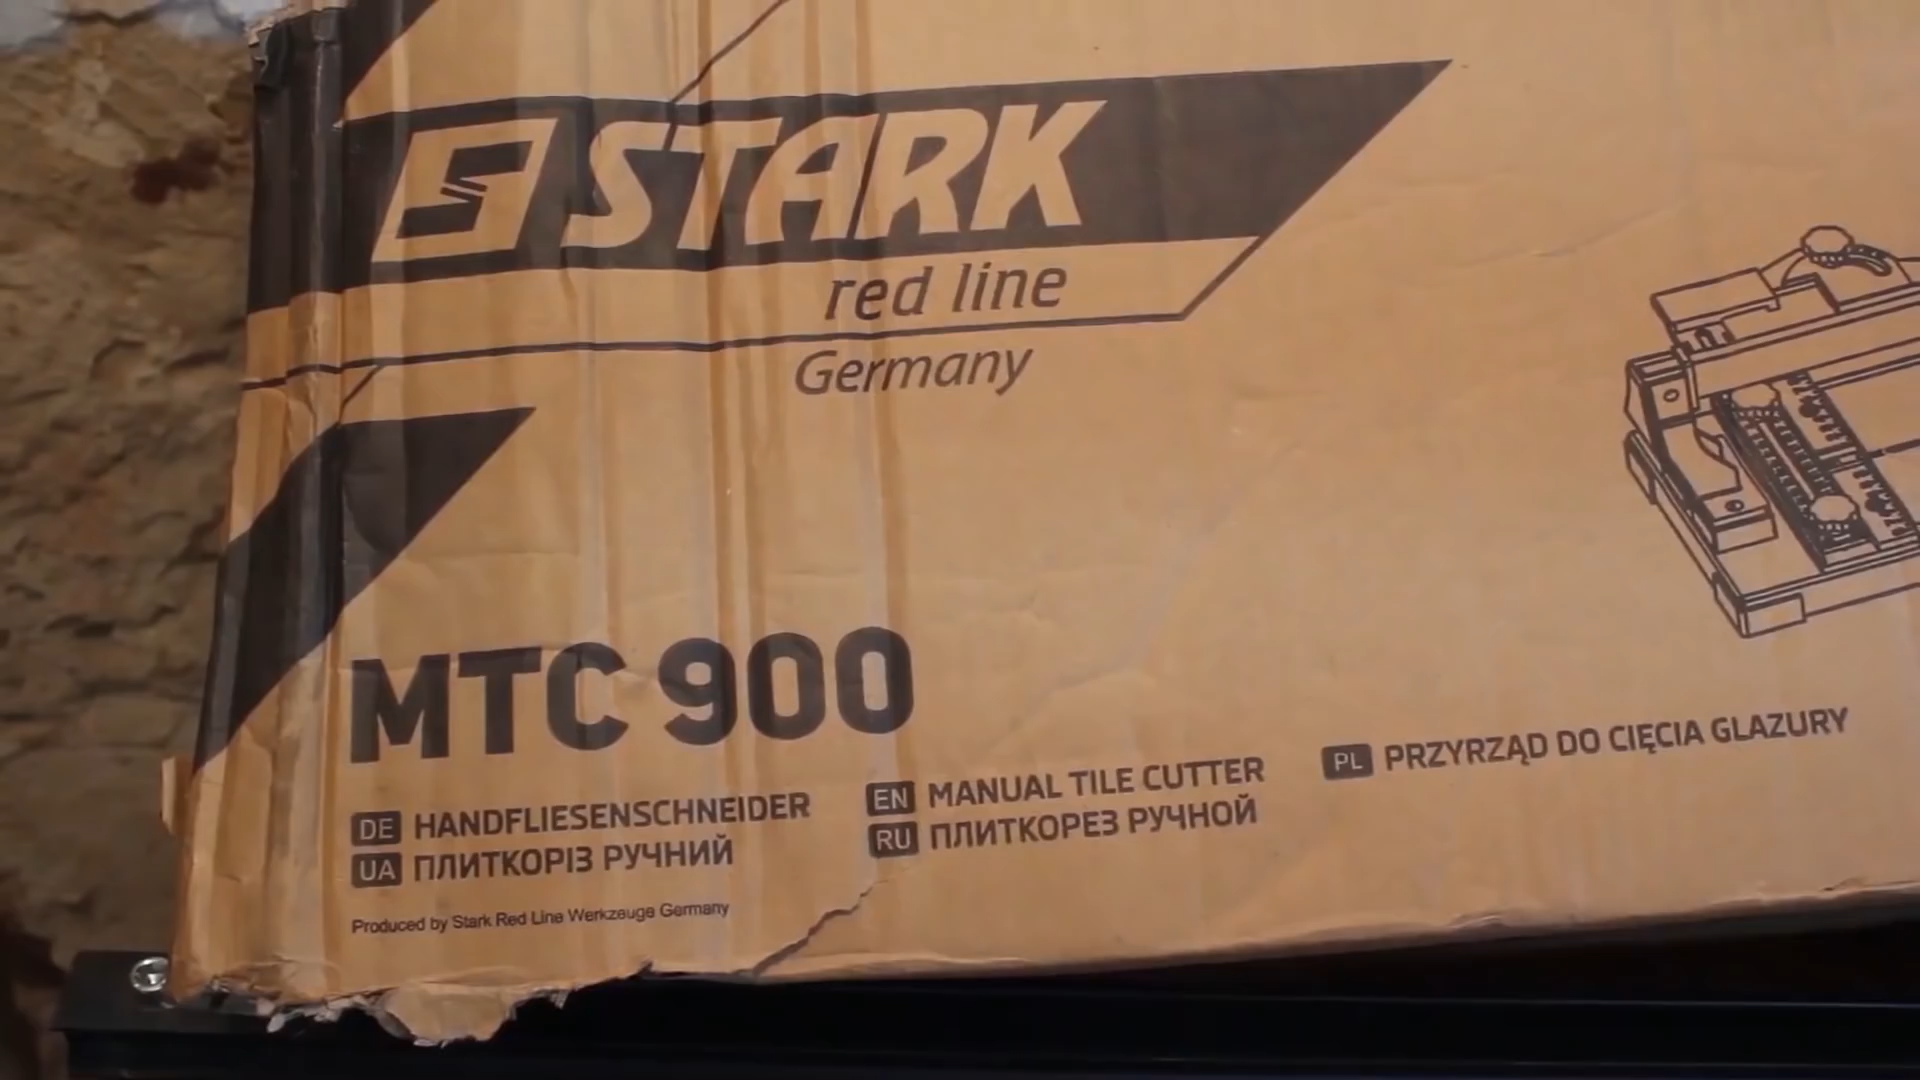 STARK
red line
Germany
MTC 900
DE HANDFLIESENSCHNEIDER
UA ПЛИТКОРІЗ РУЧНИЙ
EN MANUAL TILE CUTTER
RU ПЛИТКОРЕЗ РУЧНОЙ
PL PRZYRZĄD DO CIĘCIA GLAZURY
Produced by Stark Red Line Werkzeuge Germany